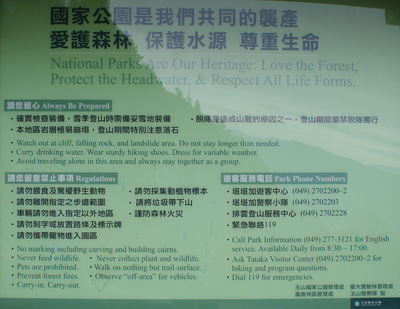 國家公園是我們共同的襲產
愛護森林 保護水源 尊重生命
National Parks Are Our Heritage: Love the Forest,
Protect the Headwater, & Respect All Life Forms.
請您留心 Always Be Prepared
・確實檢查裝備，雪季登山時需備妥雪地裝備
・脫隊是造成山難的原因之一，登山期間嚴禁脫隊獨行
・本地區岩層極易崩塌，登山期間特別注意落石
- Watch out at cliff, falling rock, and landslide area. Do not stay longer than needed.
- Carry drinking water. Wear sturdy hiking shoes. Dress for variable weather.
- Avoid traveling alone in this area and always stay together as a group.
請您留意禁止事項 Regulations
・請勿餵食及驚擾野生動物
・請勿採集動植物標本
・請勿離開指定之步道範圍
・請將垃圾帶下山
・車輛請勿進入指定以外地區
・謹防森林火災
・請勿刻字或放置路條及標示牌
・請勿攜帶寵物進入園區
- No marking including carving and building cairns.
- Never feed wildlife.
- Never collect plant and wildlife.
- Pets are prohibited.
- Walk on nothing but trail surface.
- Prevent forest fires.
- Observe “off-area” for vehicles.
- Carry-in. Carry-out.
遊客服務電話 Park Phone Numbers
・塔塔加遊客中心 (049) 2702200~2
・塔塔加警察小隊 (049) 2702203
・排雲登山服務中心 (049) 2702228
・緊急聯絡119
- Call Park Information (049) 277-3121 for English
service. Available Daily from 8:30 ~ 17:00.
- Ask Tataka Visitor Center (049) 2702200~2 for
hiking and program questions.
- Dial 119 for emergencies.
玉山國家公園管理處
嘉義林區管理處
玉山警察隊 製